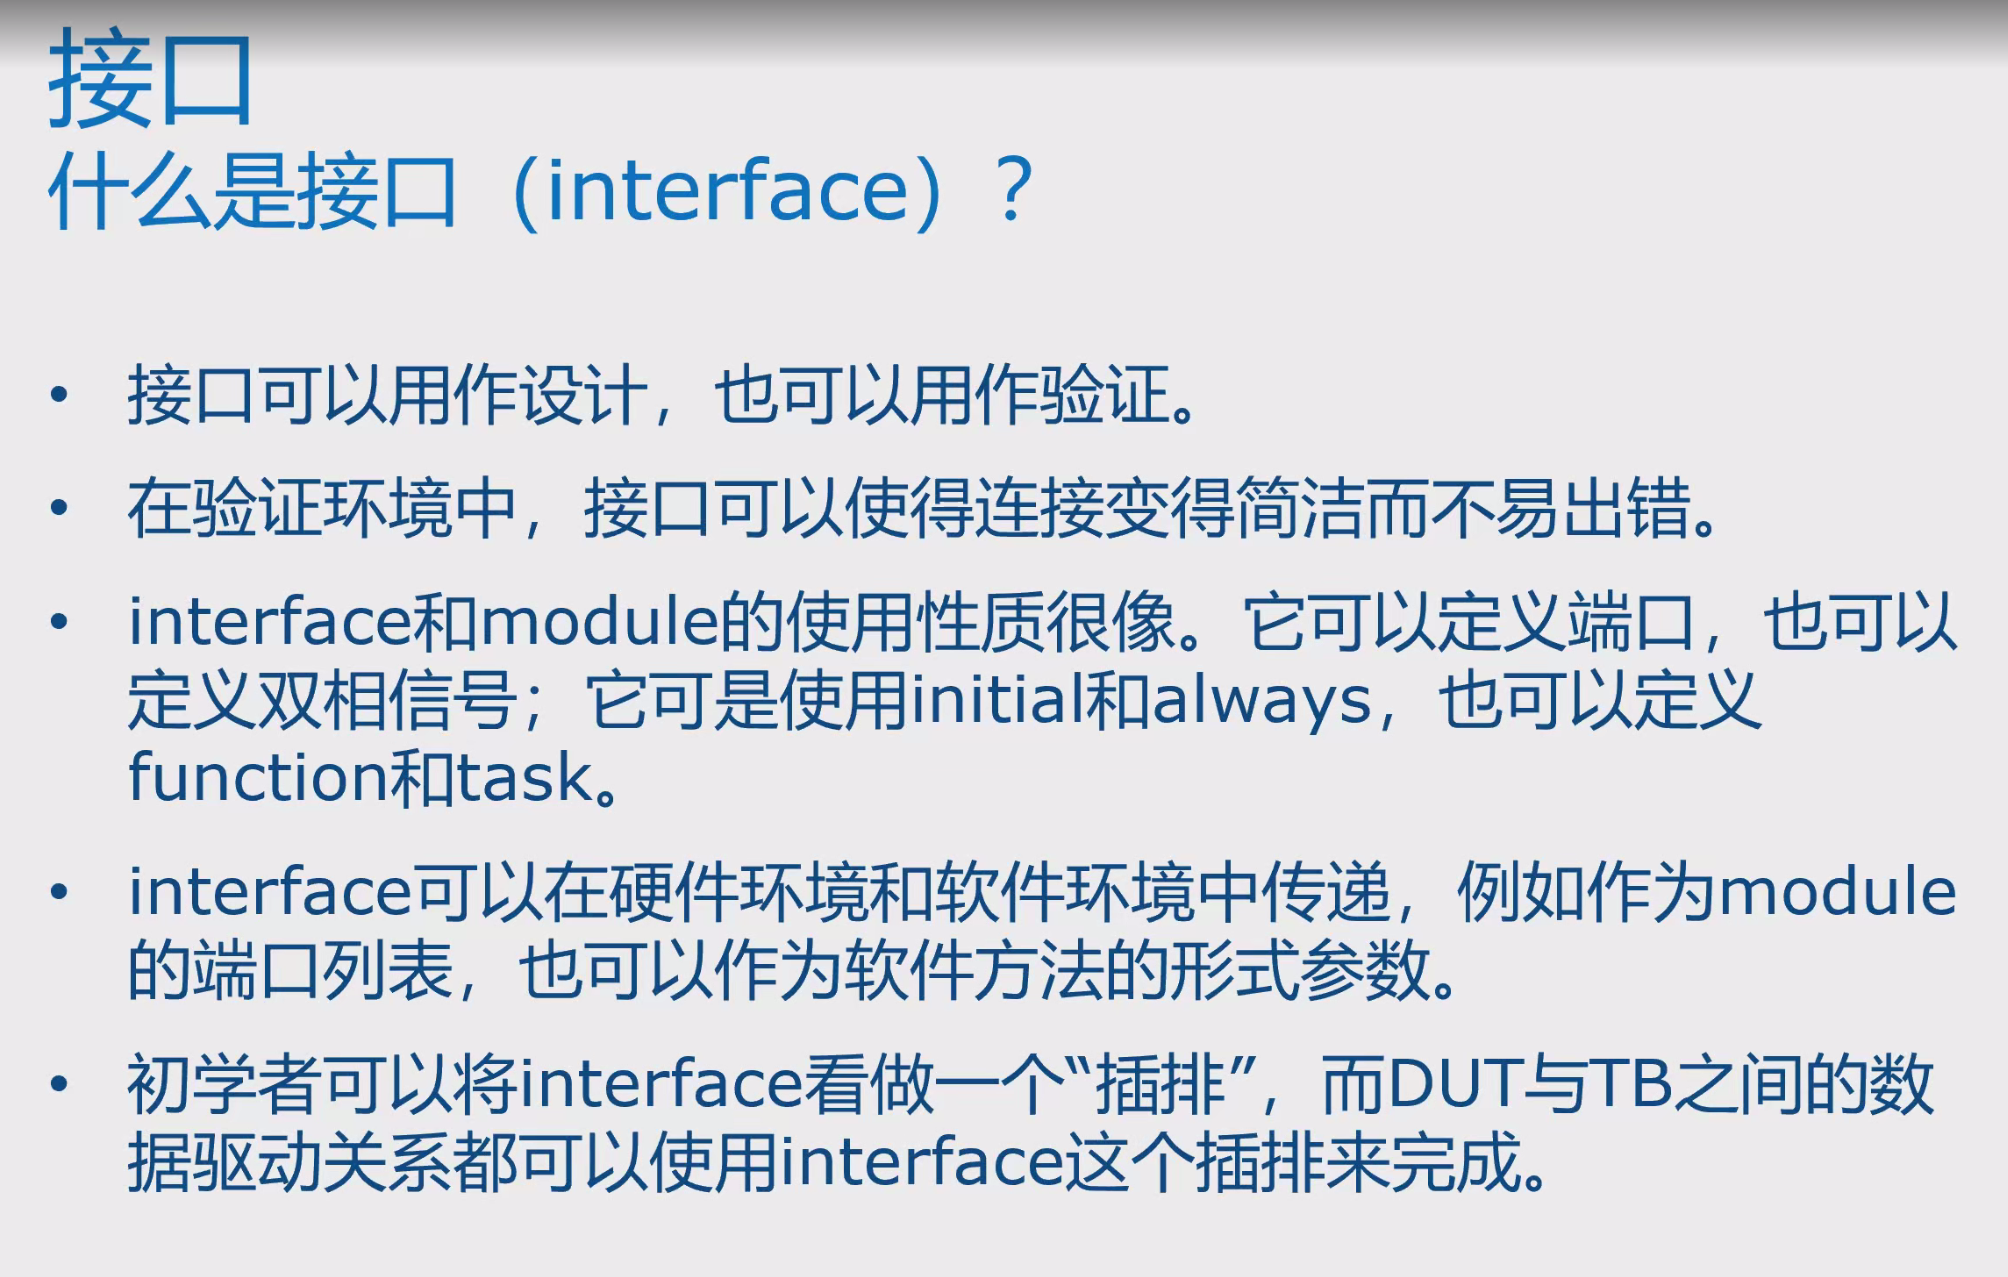 接口
什么是接口（interface）？
• 接口可以用作设计，也可以用作验证。
• 在验证环境中，接口可以使得连接变得简洁而不易出错。
• interface和module的使用性质很像。它可以定义端口，也可以
定义双相信号；它可是使用initial和always，也可以定义
function和task。
• interface可以在硬件环境和软件环境中传递，例如作为module
的端口列表，也可以作为软件方法的形式参数。
• 初学者可以将interface看做一个“插排”，而DUT与TB之间的数
据驱动关系都可以使用interface这个插排来完成。